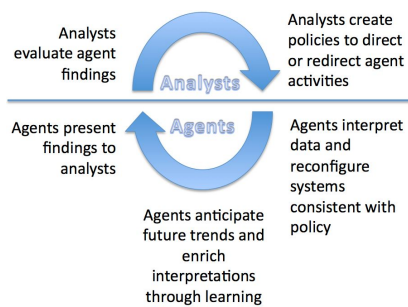 Analysts
evaluate agent
findings
Analysts create
policies to direct
or redirect agent
activities
Analysts
Agents
Agents present
findings to
analysts
Agents interpret
data and
reconfigure
systems
consistent with
policy
Agents anticipate
future trends and
enrich
interpretations
through learning